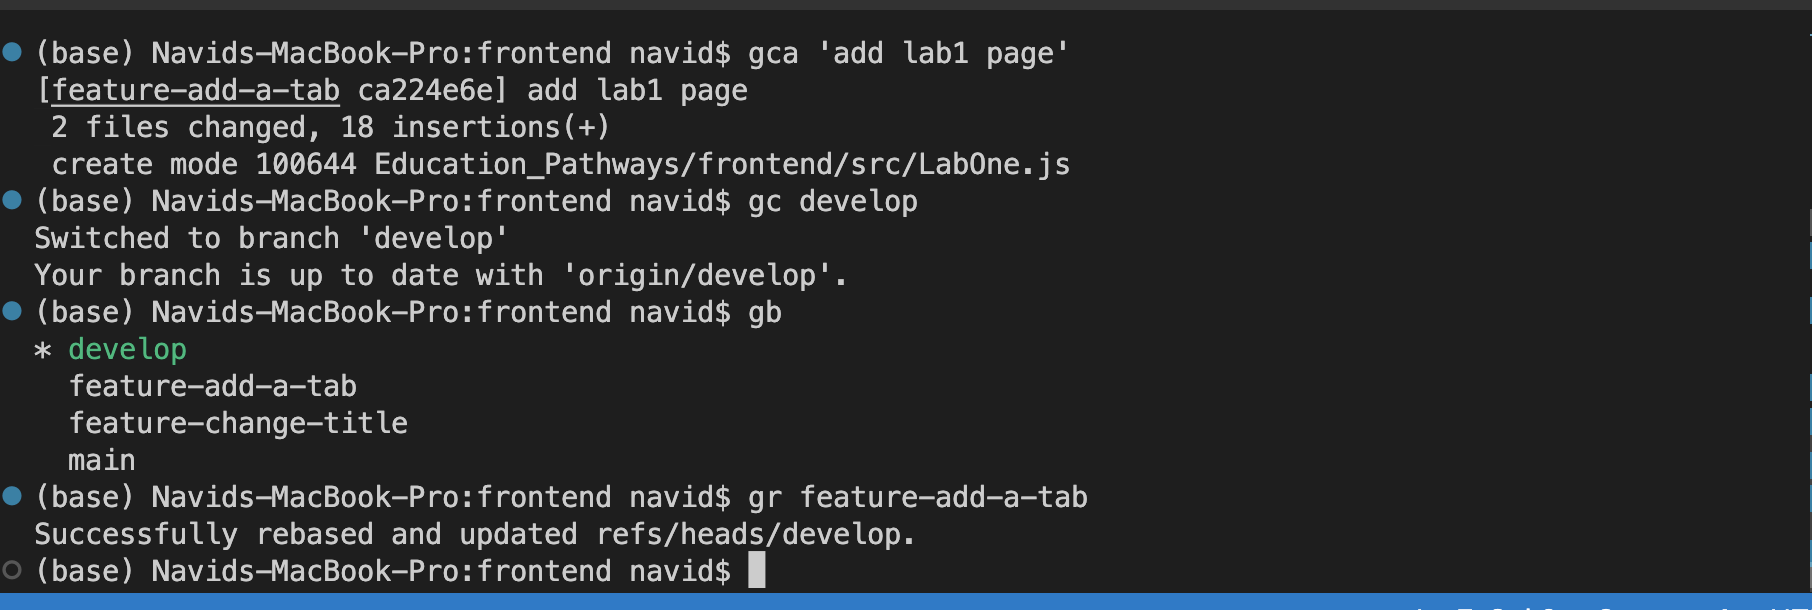 (base) Navids-MacBook-Pro:frontend navid$ gca 'add lab1 page'
[feature-add-a-tab ca224e6e] add lab1 page
 2 files changed, 18 insertions(+)
 create mode 100644 Education_Pathways/frontend/src/LabOne.js
(base) Navids-MacBook-Pro:frontend navid$ gc develop
Switched to branch 'develop'
Your branch is up to date with 'origin/develop'.
(base) Navids-MacBook-Pro:frontend navid$ gb
* develop
  feature-add-a-tab
  feature-change-title
  main
(base) Navids-MacBook-Pro:frontend navid$ gr feature-add-a-tab
Successfully rebased and updated refs/heads/develop.
(base) Navids-MacBook-Pro:frontend navid$